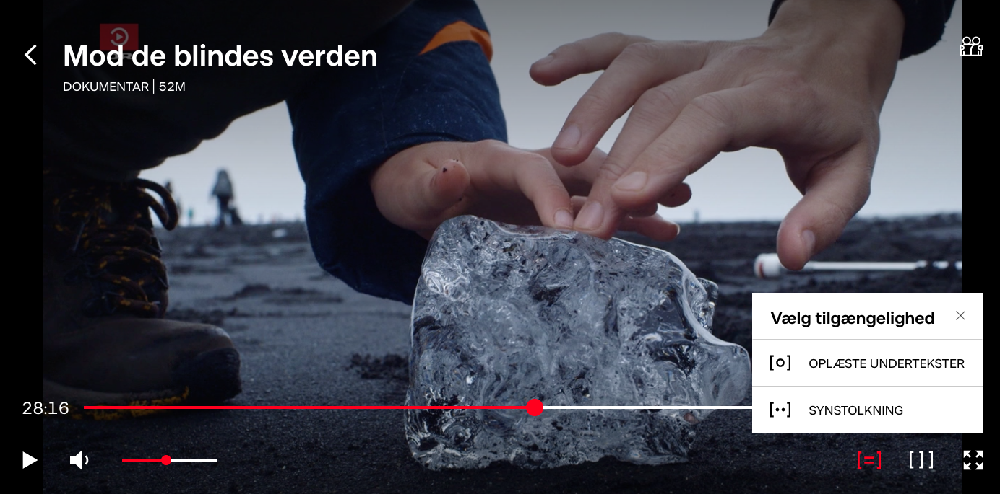 Mod de blindes verden
DOKUMENTAR | 52M
Vælg tilgængelighed
OPLÆSTE UNDERTEKSTER
SYNSTOLKNING
28:16